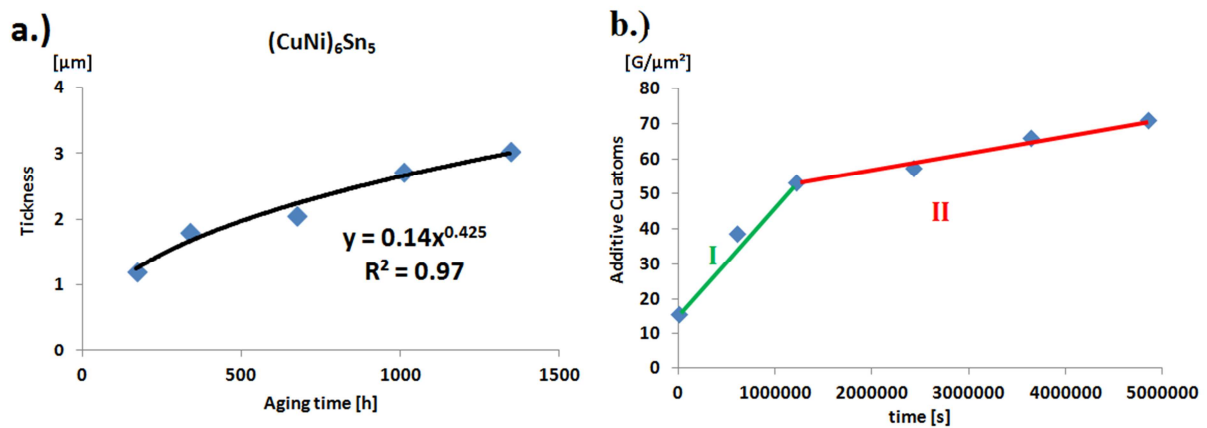 a.)
(CuNi)₆Sn₅
[µm]
4
3
2
1
0
Tickness
0 500 1000 1500
Aging time [h]
y = 0.14x⁰·⁴²⁵
R² = 0.97
b.)
[G/µm²]
80
70
60
50
40
30
20
10
0
Additive Cu atoms
I
II
0 1000000 2000000 3000000 4000000 5000000
time [s]